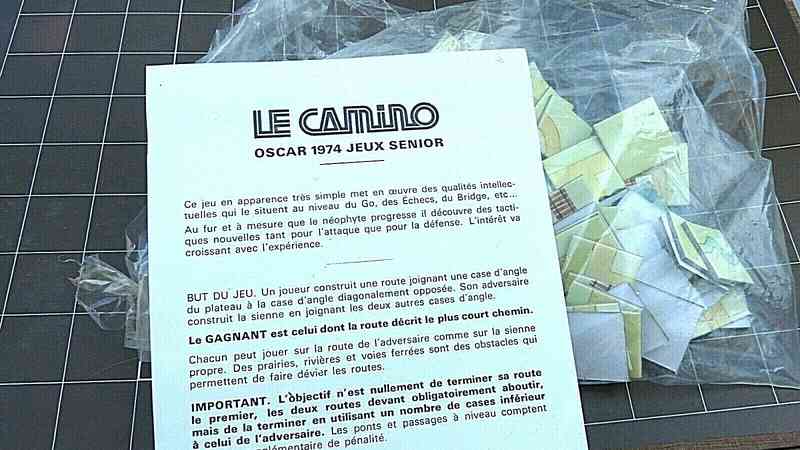 LE CAMINO
OSCAR 1974 JEUX SENIOR
Ce jeu en apparence très simple met en œuvre des qualités intellec-
tuelles qui le situent au niveau du Go, des Échecs, du Bridge, etc...
Au fur et à mesure que le néophyte progresse il découvre des tacti-
ques nouvelles tant pour l'attaque que pour la défense. L'intérêt va
croissant avec l'expérience.
BUT DU JEU. Un joueur construit une route joignant une case d'angle
du plateau à la case d'angle diagonalement opposée. Son adversaire
construit la sienne en joignant les deux autres cases d'angle.
Le GAGNANT est celui dont la route décrit le plus court chemin.
Chacun peut jouer sur la route de l'adversaire comme sur la sienne
propre. Des prairies, rivières et voies ferrées sont des obstacles qui
permettent de faire dévier les routes.
IMPORTANT. L'objectif n'est nullement de terminer sa route
le premier, les deux routes devant obligatoirement aboutir,
mais de la terminer en utilisant un nombre de cases inférieur
à celui de l'adversaire. Les ponts et passages à niveau comptent
de pénalité.